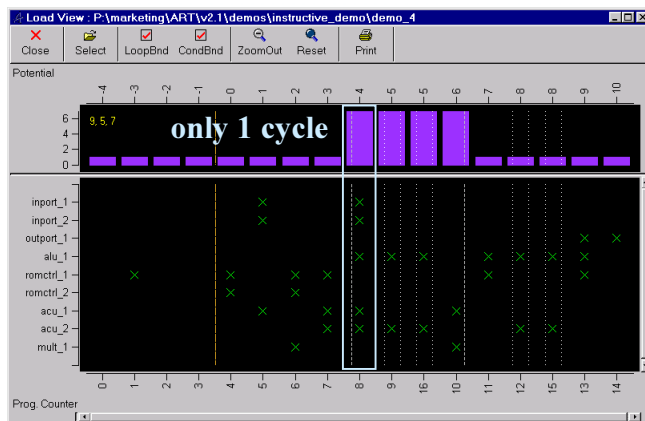 Load View : P:\marketing\ART\v2.1\demos\instructive_demo\demo_4
Close Select LoopBnd CondBnd ZoomOut Reset Print
Potential
-4 -3 -2 -1 0 1 2 3 4 5 6 6 7 7 8 9 10
6
4
2
0
9, 5, 7
only 1 cycle
inport_1
inport_2
outport_1
alu_1
romctrl_1
romctrl_2
acu_1
acu_2
mult_1
0 1 2 3 4 5 6 7 8 9 16 10 11 12 15 13 14
Prog. Counter